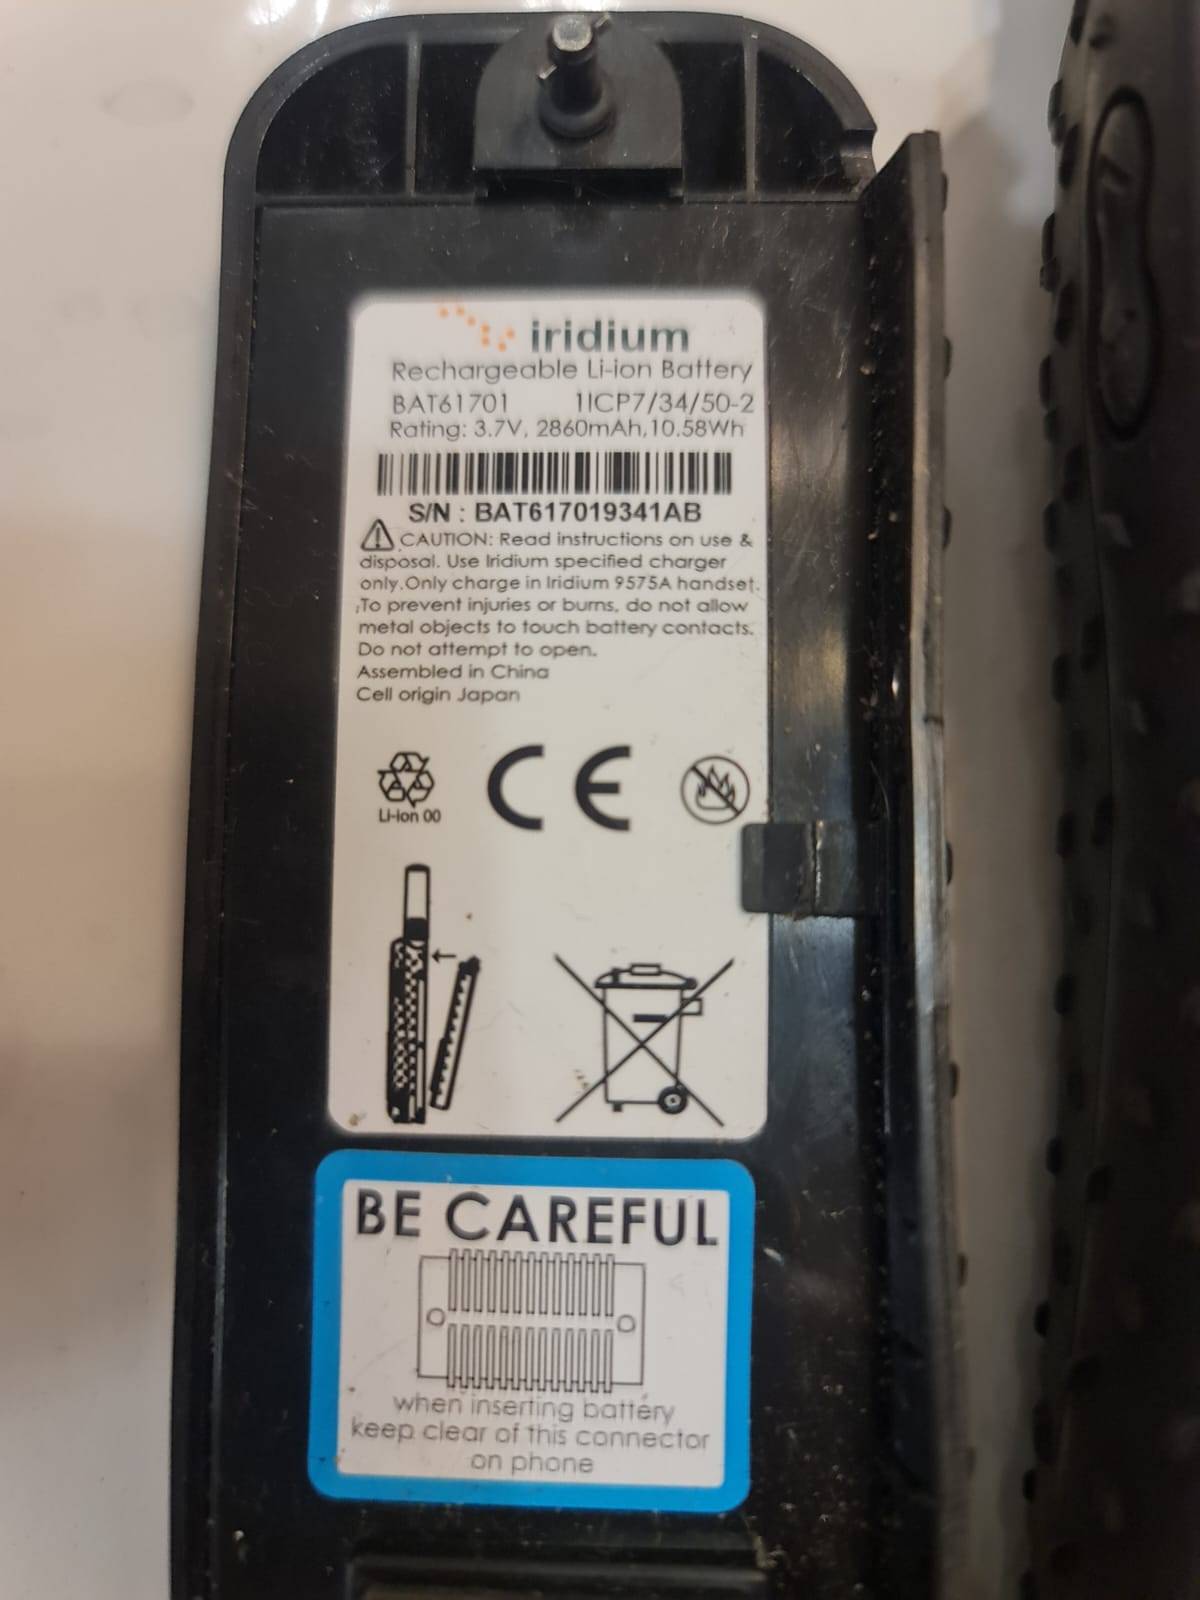 iridium
Rechargeable Li-ion Battery
BAT61701 1ICP7/34/50-2
Rating: 3.7V, 2860mAh,10.58Wh
S/N : BAT617019341AB
CAUTION: Read instructions on use &
disposal. Use Iridium specified charger
only.Only charge in Iridium 9575A handset.
To prevent injuries or burns, do not allow
metal objects to touch battery contacts.
Do not attempt to open.
Assembled in China
Cell origin Japan
CE
Li-ion 00
BE CAREFUL
when inserting battery
keep clear of this connector
on phone